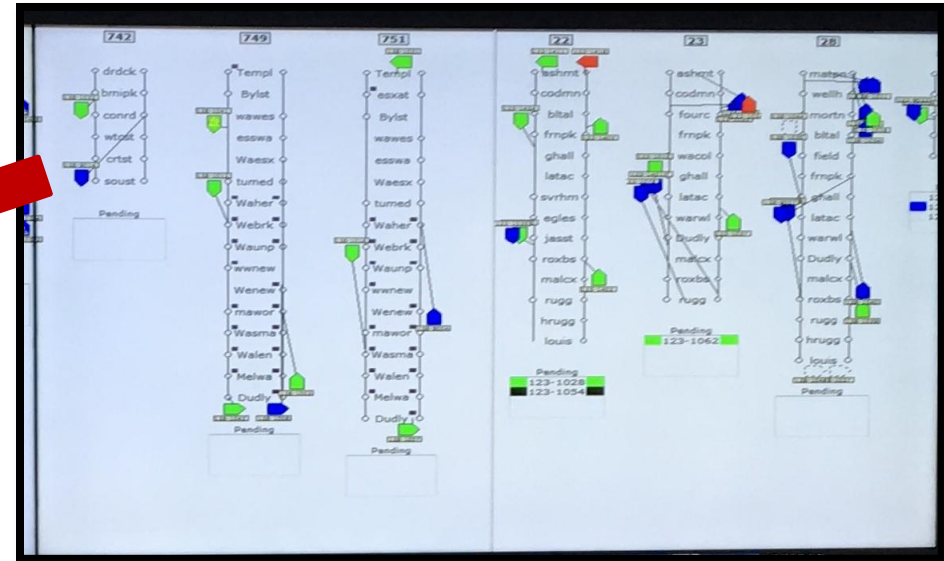 742
drdck
bmipk
conrd
wtcst
crtst
soust
Pending
749
Templ
Bylst
wawes
esswa
Waesx
tumed
Waher
Webrk
Waunp
wwnew
Wenew
mawor
Wasma
Walen
Melwa
Dudly
Pending
751
Templ
esxat
Bylst
wawes
esswa
Waesx
tumed
Waher
Webrk
Waunp
wwnew
Wenew
mawor
Wasma
Walen
Melwa
Dudly
Pending
22
ashmt
codmn
bltal
frnpk
ghall
latac
svrhm
egles
jasst
roxbs
malcx
rugg
hrugg
louis
Pending
123-1028
123-1054
23
ashmt
codmn
fourc
frnpk
wacol
ghall
latac
warwl
Dudly
malcx
roxbs
rugg
Pending
123-1062
28
matsn
wellh
mortn
bltal
field
frnpk
ghall
latac
warwl
Dudly
malcx
roxbs
rugg
hrugg
louis
Pending